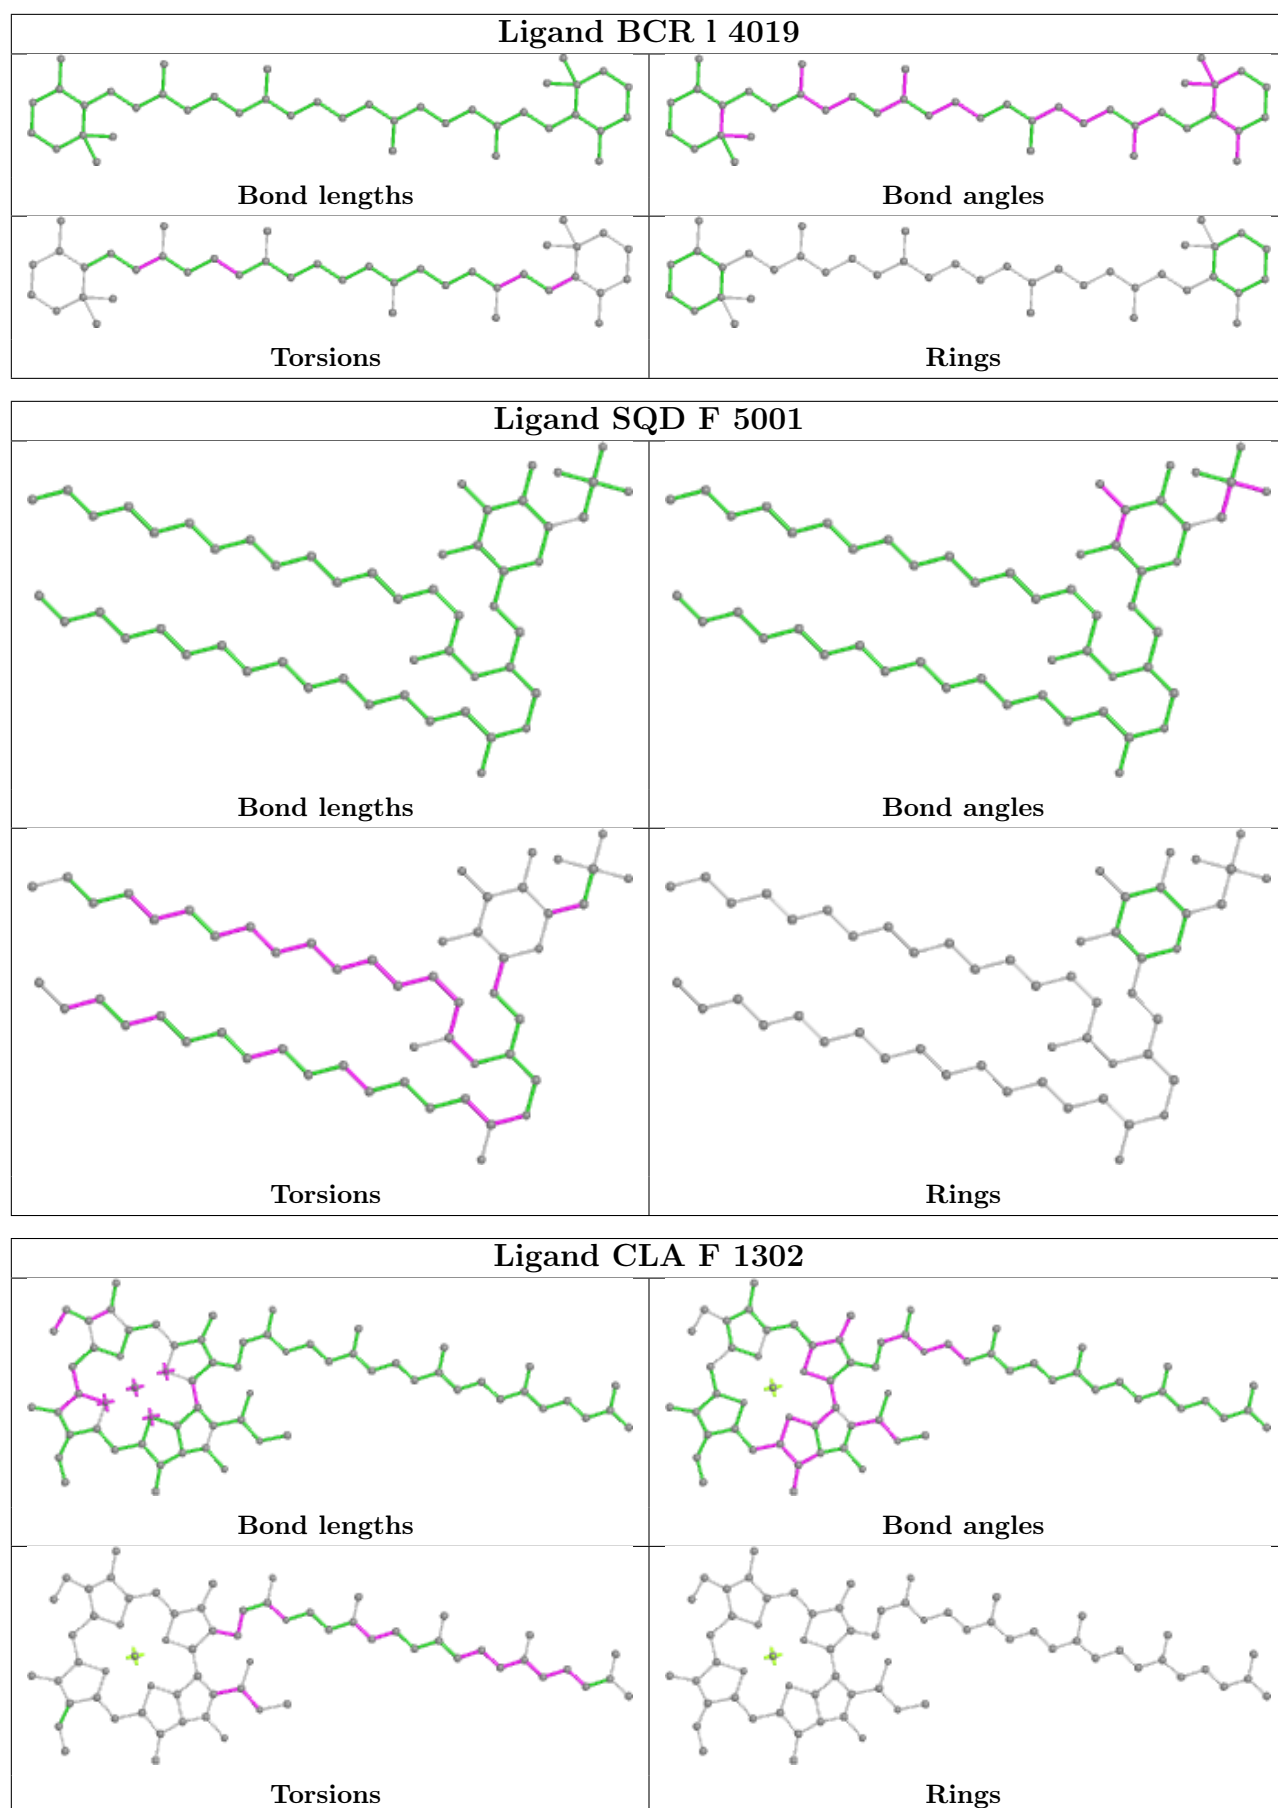 Ligand BCR l 4019
Bond lengths
Bond angles
Torsions
Rings
Ligand SQD F 5001
Bond lengths
Bond angles
Torsions
Rings
Ligand CLA F 1302
Bond lengths
Bond angles
Torsions
Rings